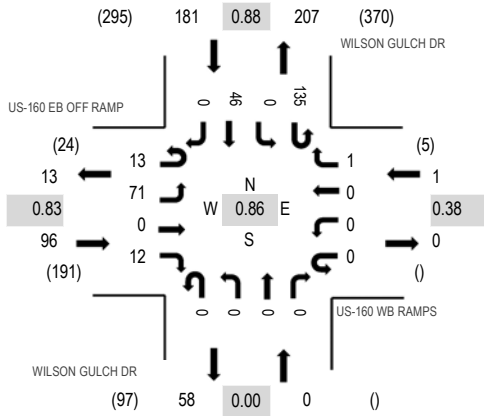 (295) 181 0.88 207 (370)
WILSON GULCH DR
US-160 EB OFF RAMP
0 46 0 135
(24) (5)
13 13 1 1
71 N 0
0.83 W 0.86 E 0.38
0 0
96 S 0
12 0
(191) ()
0 0 0 0
US-160 WB RAMPS
WILSON GULCH DR
(97) 58 0.00 0 ()